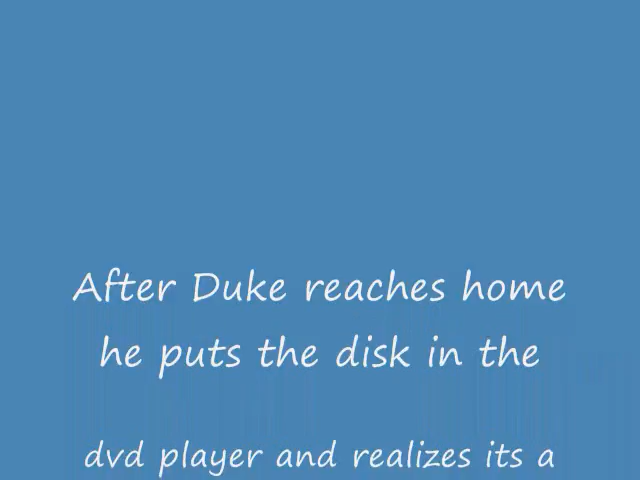 After Duke reaches home
he puts the disk in the
dvd player and realizes its a